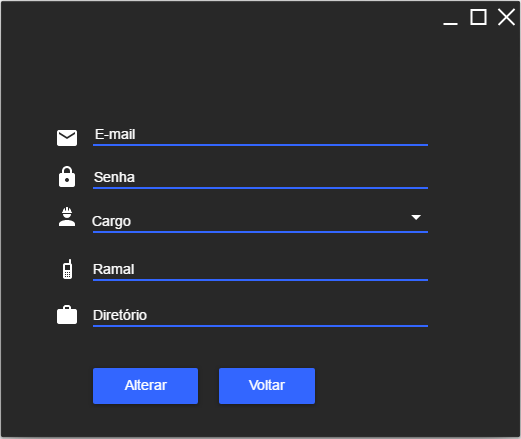 E-mail
Senha
Cargo
Ramal
Diretório
Alterar
Voltar